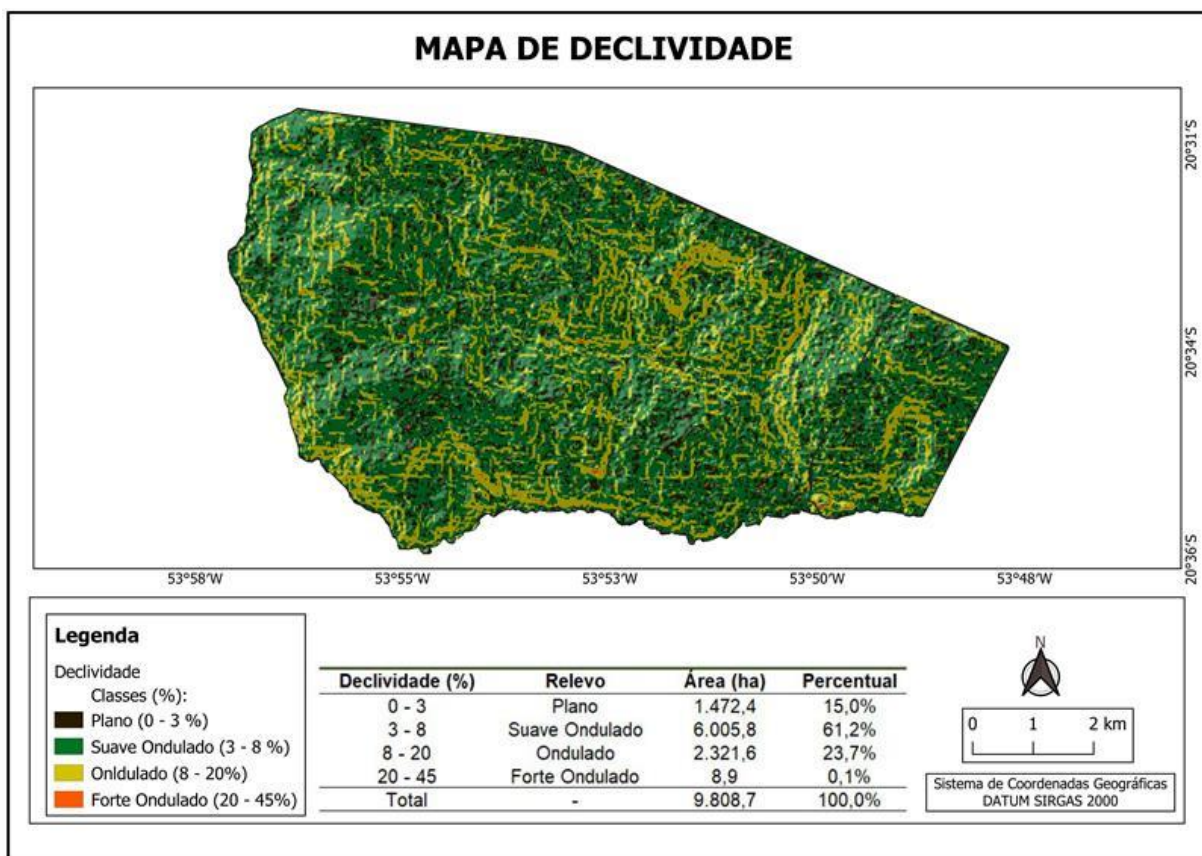 MAPA DE DECLIVIDADE
20°31'S
20°34'S
20°36'S
53°58'W 53°55'W 53°53'W 53°50'W 53°48'W
Legenda
Declividade
Classes (%):
Plano (0 - 3 %)
Suave Ondulado (3 - 8 %)
Onldulado (8 - 20%)
Forte Ondulado (20 - 45%)
Declividade (%) Relevo Área (ha) Percentual
0 - 3 Plano 1.472,4 15,0%
3 - 8 Suave Ondulado 6.005,8 61,2%
8 - 20 Ondulado 2.321,6 23,7%
20 - 45 Forte Ondulado 8,9 0,1%
Total - 9.808,7 100,0%
N
0 1 2 km
Sistema de Coordenadas Geográficas
DATUM SIRGAS 2000